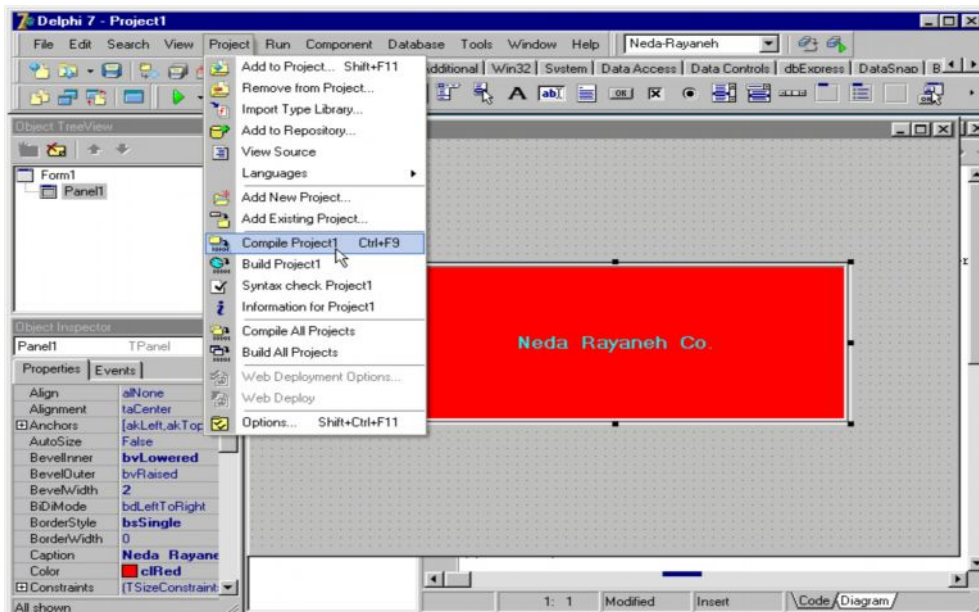 Delphi 7 - Project1
File Edit Search View Project Run Component Database Tools Window Help Neda-Rayaneh
Additional Win32 System Data Access Data Controls dbExpress DataSnap B
Add to Project... Shift+F11
Remove from Project...
Import Type Library...
Add to Repository...
View Source
Languages
Add New Project...
Add Existing Project...
Compile Project1 Ctrl+F9
Build Project1
Syntax check Project1
Information for Project1
Compile All Projects
Build All Projects
Web Deployment Options...
Web Deploy
Options... Shift+Ctrl+F11
Object TreeView
Form1
Panel1
Neda Rayaneh Co.
Object Inspector
Panel1 TPanel
Properties Events
Align alNone
Alignment taCenter
Anchors [akLeft,akTop
AutoSize False
BevelInner bvLowered
BevelOuter bvRaised
BevelWidth 2
BiDiMode bdLeftToRight
BorderStyle bsSingle
BorderWidth 0
Caption Neda Rayane
Color clRed
Constraints (TSizeConstraint
All shown
1: 1 Modified Insert Code Diagram